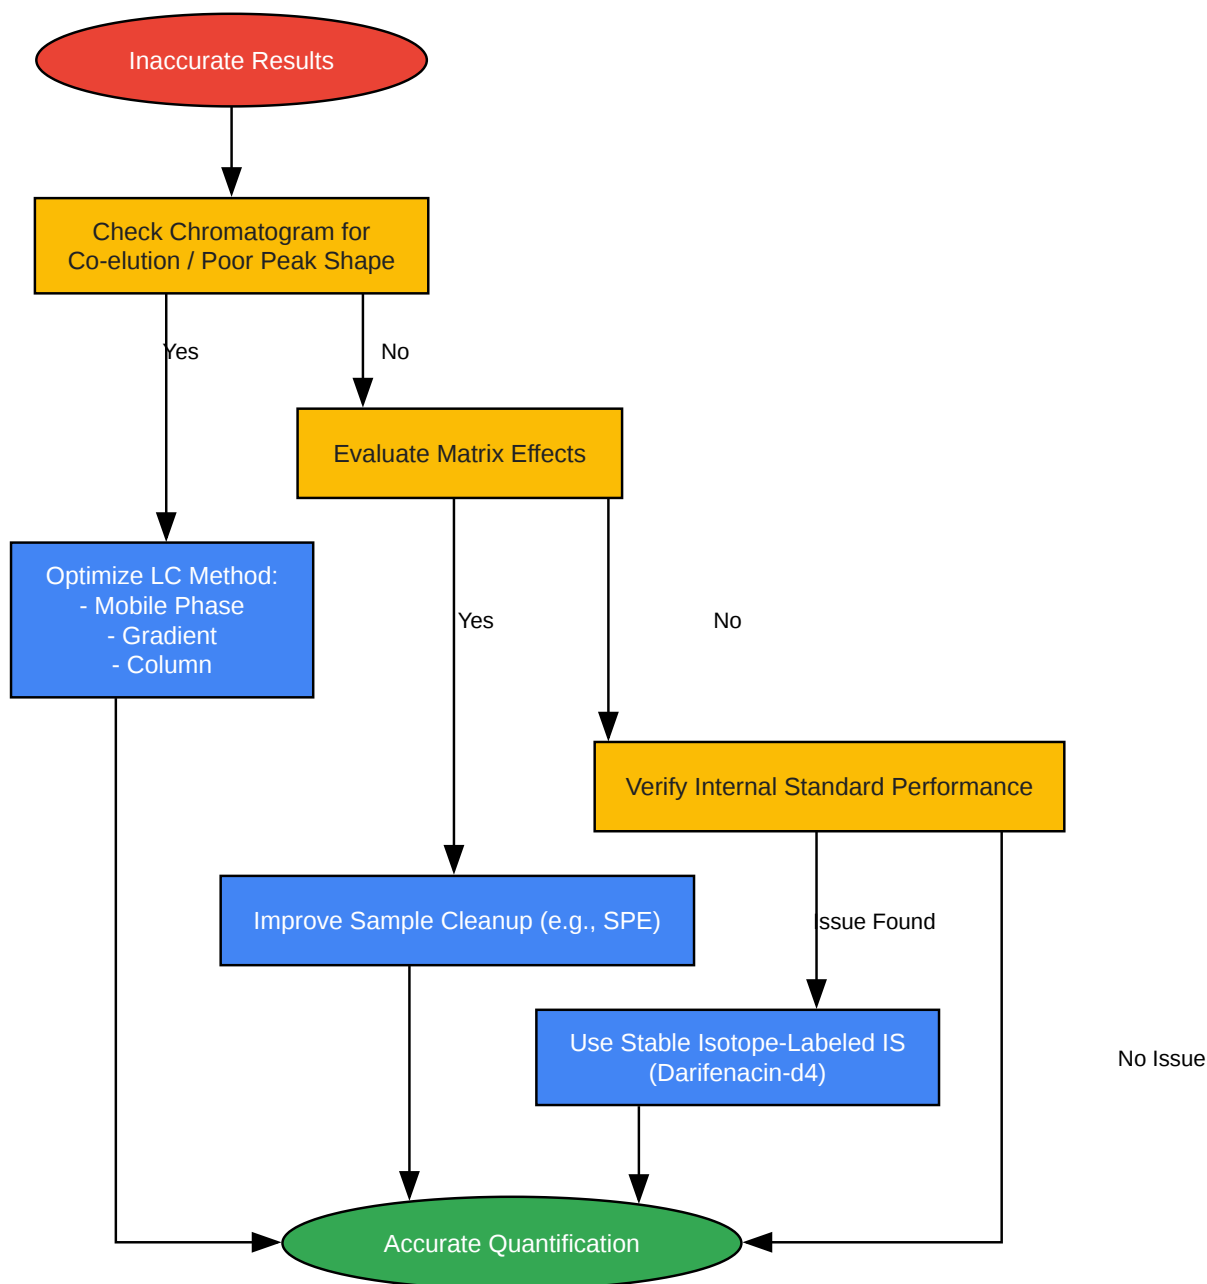 Inaccurate Results
Check Chromatogram for
Co-elution / Poor Peak Shape
Yes
No
Evaluate Matrix Effects
Optimize LC Method:
- Mobile Phase
- Gradient
- Column
Yes
No
Verify Internal Standard Performance
Improve Sample Cleanup (e.g., SPE)
Issue Found
Use Stable Isotope-Labeled IS
(Darifenacin-d4)
No Issue
Accurate Quantification